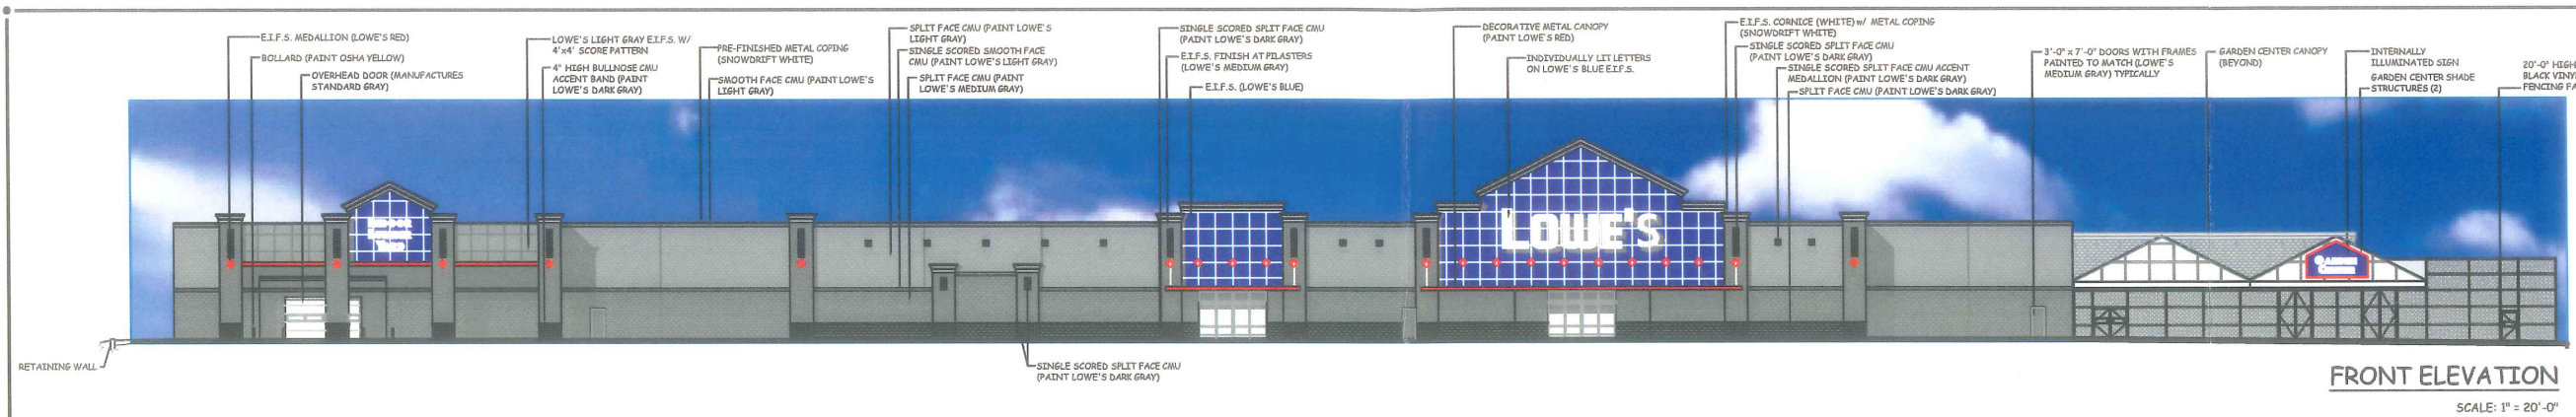 E.I.F.S. MEDALLION (LOWE'S RED)
BOLLARD (PAINT OSHA YELLOW)
OVERHEAD DOOR (MANUFACTURES
STANDARD GRAY)
LOWE'S LIGHT GRAY E.I.F.S. W/
4'x4' SCORE PATTERN
4" HIGH BULLNOSE CMU
ACCENT BAND (PAINT
LOWE'S DARK GRAY)
PRE-FINISHED METAL COPING
(SNOWDRIFT WHITE)
SMOOTH FACE CMU (PAINT LOWE'S
LIGHT GRAY)
SPLIT FACE CMU (PAINT LOWE'S
LIGHT GRAY)
SINGLE SCORED SMOOTH FACE
CMU (PAINT LOWE'S LIGHT GRAY)
SPLIT FACE CMU (PAINT
LOWE'S MEDIUM GRAY)
SINGLE SCORED SPLIT FACE CMU
(PAINT LOWE'S DARK GRAY)
E.I.F.S. FINISH AT PILASTERS
(LOWE'S MEDIUM GRAY)
E.I.F.S. (LOWE'S BLUE)
DECORATIVE METAL CANOPY
(PAINT LOWE'S RED)
INDIVIDUALLY LIT LETTERS
ON LOWE'S BLUE E.I.F.S.
E.I.F.S. CORNICE (WHITE) w/ METAL COPING
(SNOWDRIFT WHITE)
SINGLE SCORED SPLIT FACE CMU
(PAINT LOWE'S DARK GRAY)
SINGLE SCORED SPLIT FACE CMU ACCENT
MEDALLION (PAINT LOWE'S DARK GRAY)
SPLIT FACE CMU (PAINT LOWE'S DARK GRAY)
3'-0" x 7'-0" DOORS WITH FRAMES
PAINTED TO MATCH (LOWE'S
MEDIUM GRAY) TYPICALLY
GARDEN CENTER CANOPY
(BEYOND)
INTERNALLY
ILLUMINATED SIGN
GARDEN CENTER SHADE
STRUCTURES (2)
20'-0" HIGH
BLACK VINY
FENCING FA
LOWE'S
GARDEN
CENTER
RETAINING WALL
SINGLE SCORED SPLIT FACE CMU
(PAINT LOWE'S DARK GRAY)
FRONT ELEVATION
SCALE: 1" = 20'-0"